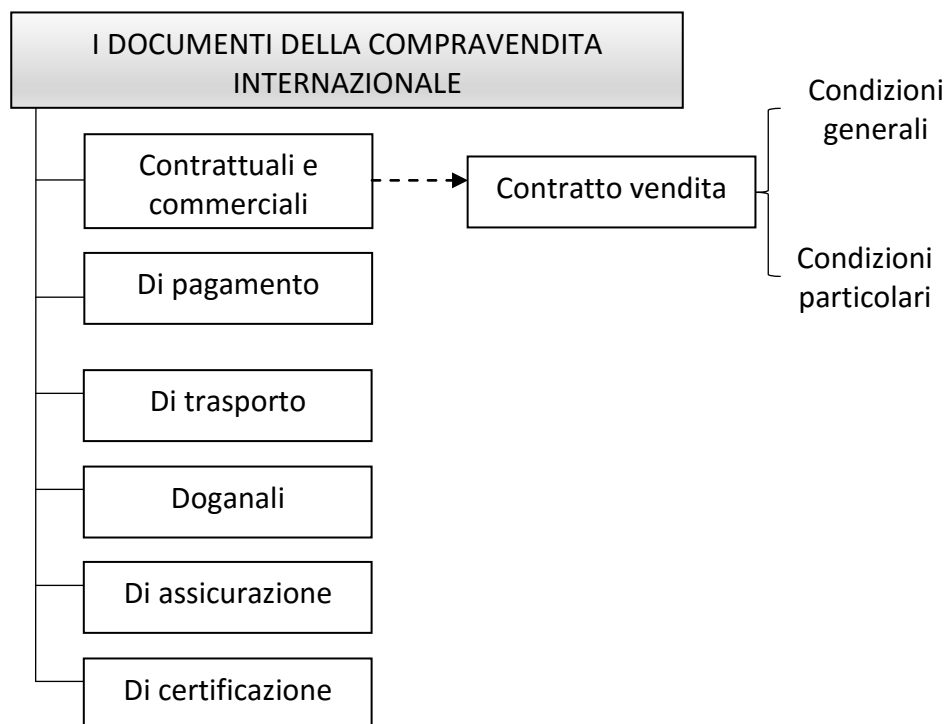 I DOCUMENTI DELLA COMPRAVENDITA
INTERNAZIONALE
Contrattuali e
commerciali
Contratto vendita
Condizioni
generali
Condizioni
particolari
Di pagamento
Di trasporto
Doganali
Di assicurazione
Di certificazione